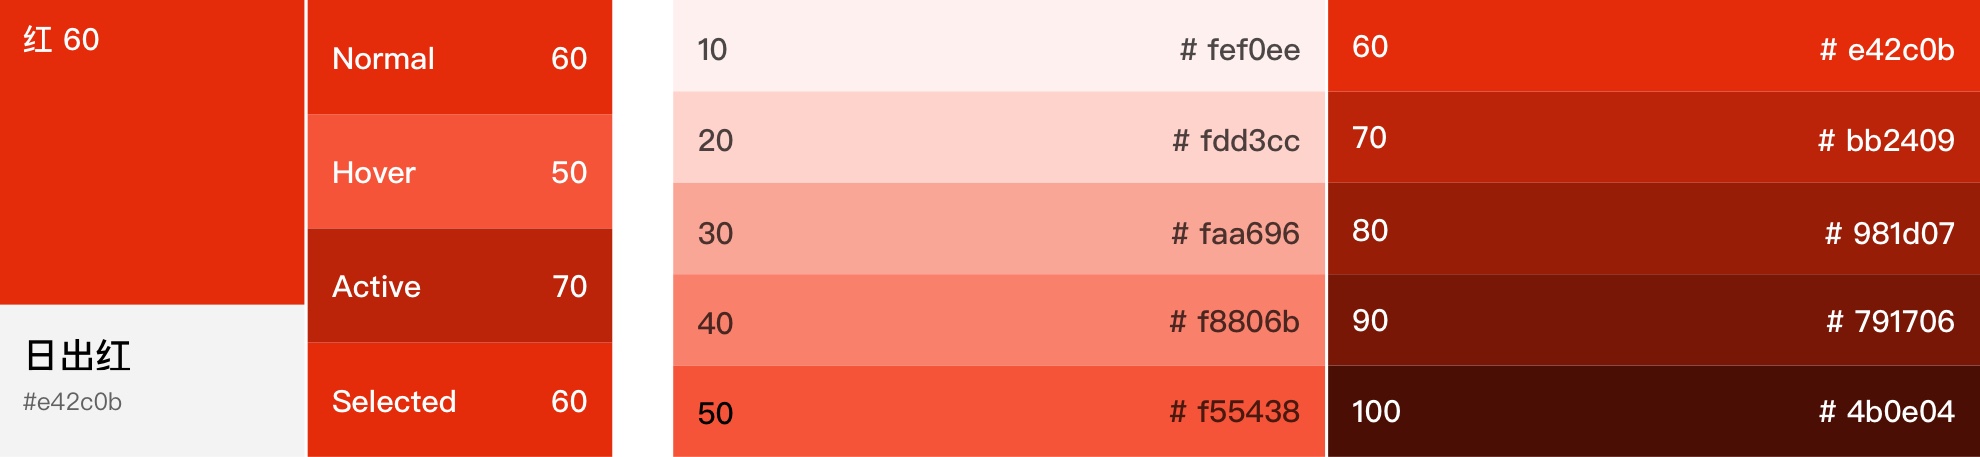 红 60
日出红
#e42c0b
Normal 60
Hover 50
Active 70
Selected 60
10 # fef0ee
20 # fdd3cc
30 # faa696
40 # f8806b
50 # f55438
60 # e42c0b
70 # bb2409
80 # 981d07
90 # 791706
100 # 4b0e04